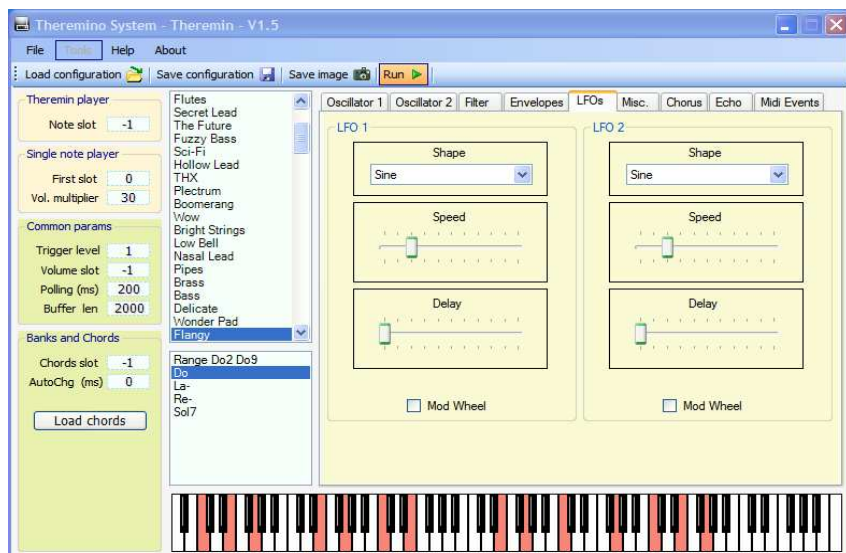 Theremino System - Theremin - V1.5
File Tools Help About
Load configuration Save configuration Save image Run
Theremin player
Note slot -1
Single note player
First slot 0
Vol. multiplier 30
Common params
Trigger level 1
Volume slot -1
Polling (ms) 200
Buffer len 2000
Banks and Chords
Chords slot -1
AutoChg (ms) 0
Load chords
Flutes
Secret Lead
The Future
Fuzzy Bass
Sci-Fi
Hollow Lead
THX
Plectrum
Boomerang
Wow
Bright Strings
Low Bell
Nasal Lead
Pipes
Brass
Bass
Delicate
Wonder Pad
Flangy
Range Do2 Do9
Do
La-
Re-
Sol7
Oscillator 1 Oscillator 2 Filter Envelopes LFOs Misc. Chorus Echo Midi Events
LFO 1
Shape
Sine
Speed
Delay
Mod Wheel
LFO 2
Shape
Sine
Speed
Delay
Mod Wheel